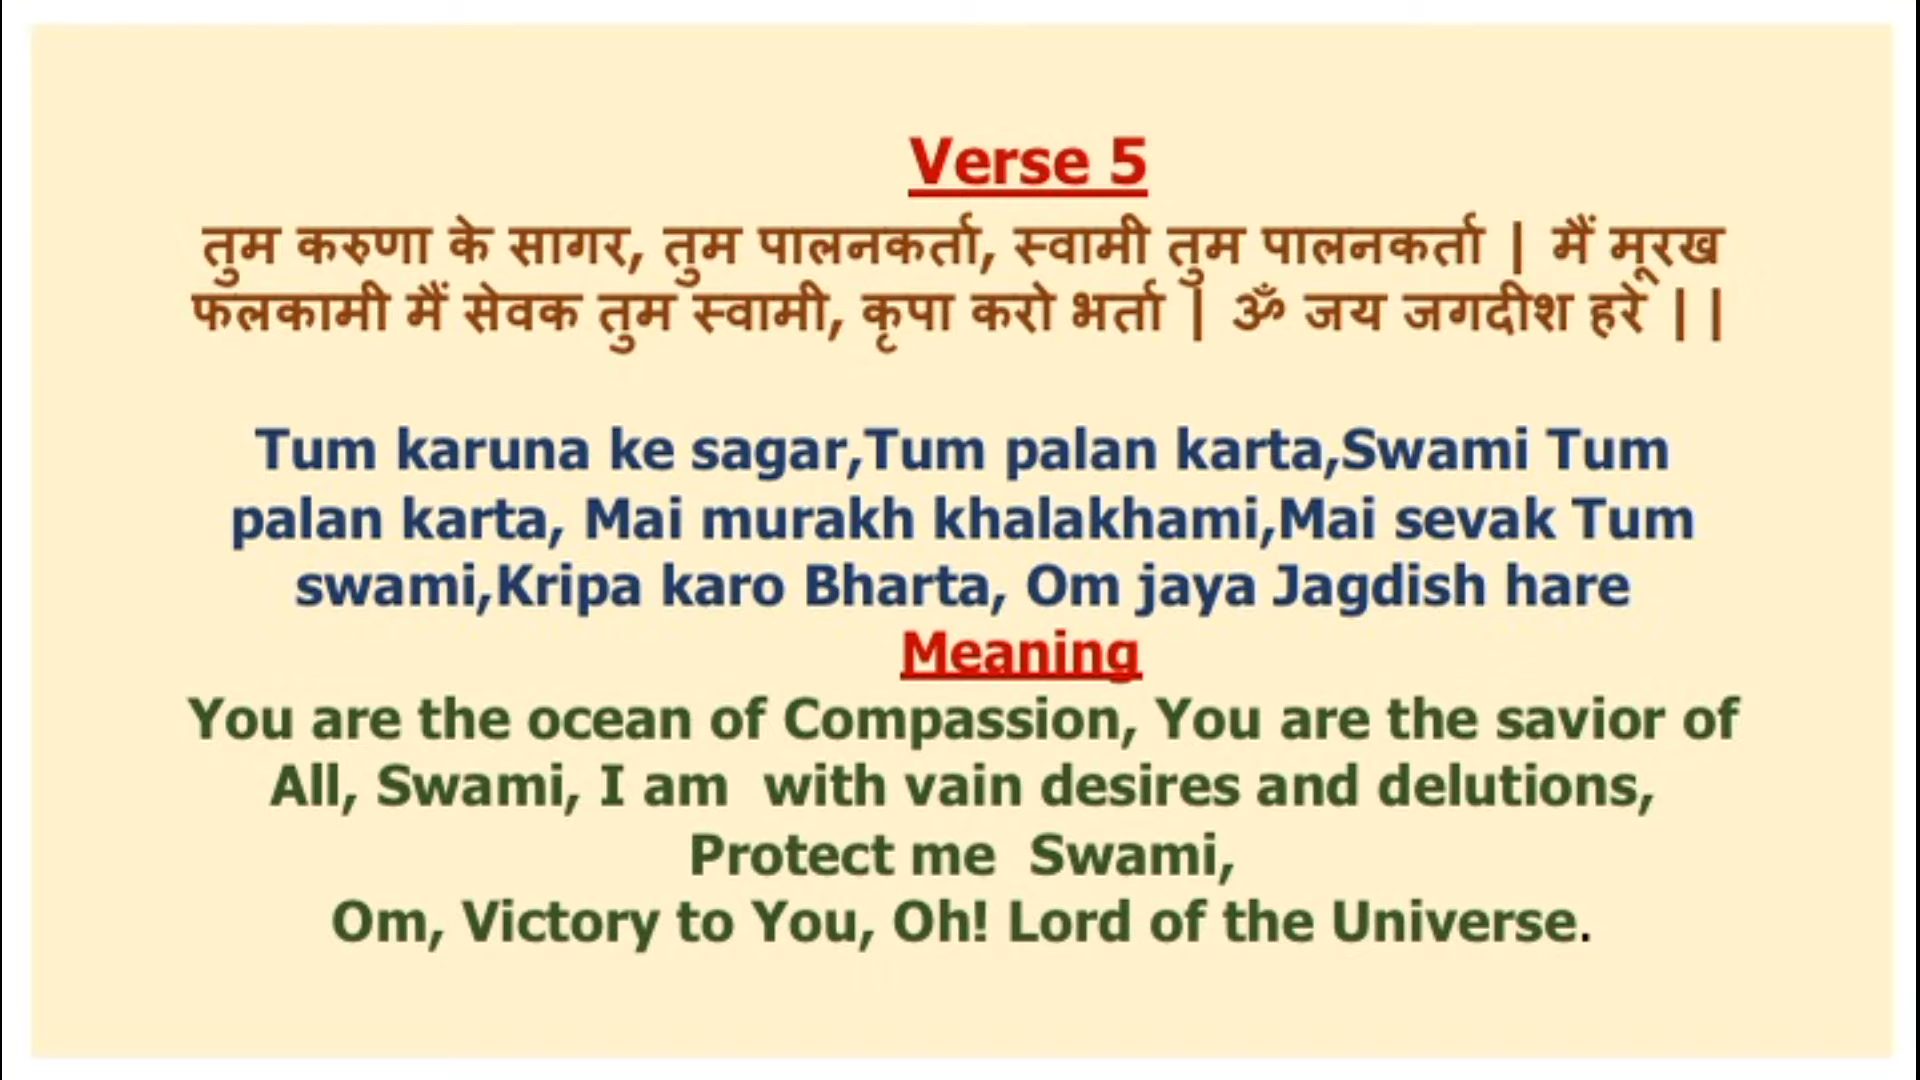 Verse 5
तुम करुणा के सागर, तुम पालनकर्ता, स्वामी तुम पालनकर्ता | मैं मूरख
फलकामी मैं सेवक तुम स्वामी, कृपा करो भर्ता | ॐ जय जगदीश हरे ||
Tum karuna ke sagar,Tum palan karta,Swami Tum
palan karta, Mai murakh khalakhami,Mai sevak Tum
swami,Kripa karo Bharta, Om jaya Jagdish hare
Meaning
You are the ocean of Compassion, You are the savior of
All, Swami, I am  with vain desires and delutions,
Protect me  Swami,
Om, Victory to You, Oh! Lord of the Universe.